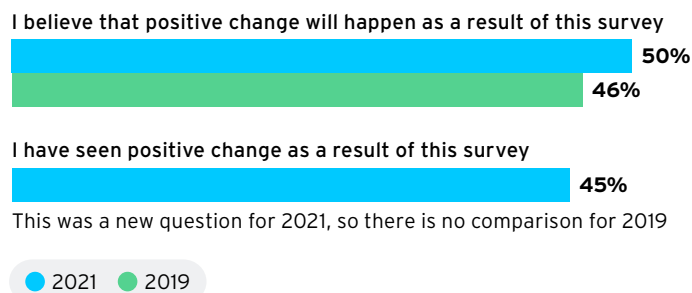 I believe that positive change will happen as a result of this survey
50%
46%
I have seen positive change as a result of this survey
45%
This was a new question for 2021, so there is no comparison for 2019
2021 2019